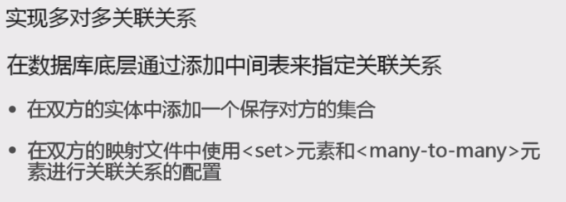 实现多对多关联关系
在数据库底层通过添加中间表来指定关联关系
• 在双方的实体中添加一个保存对方的集合
• 在双方的映射文件中使用<set>元素和<many-to-many>元
素进行关联关系的配置